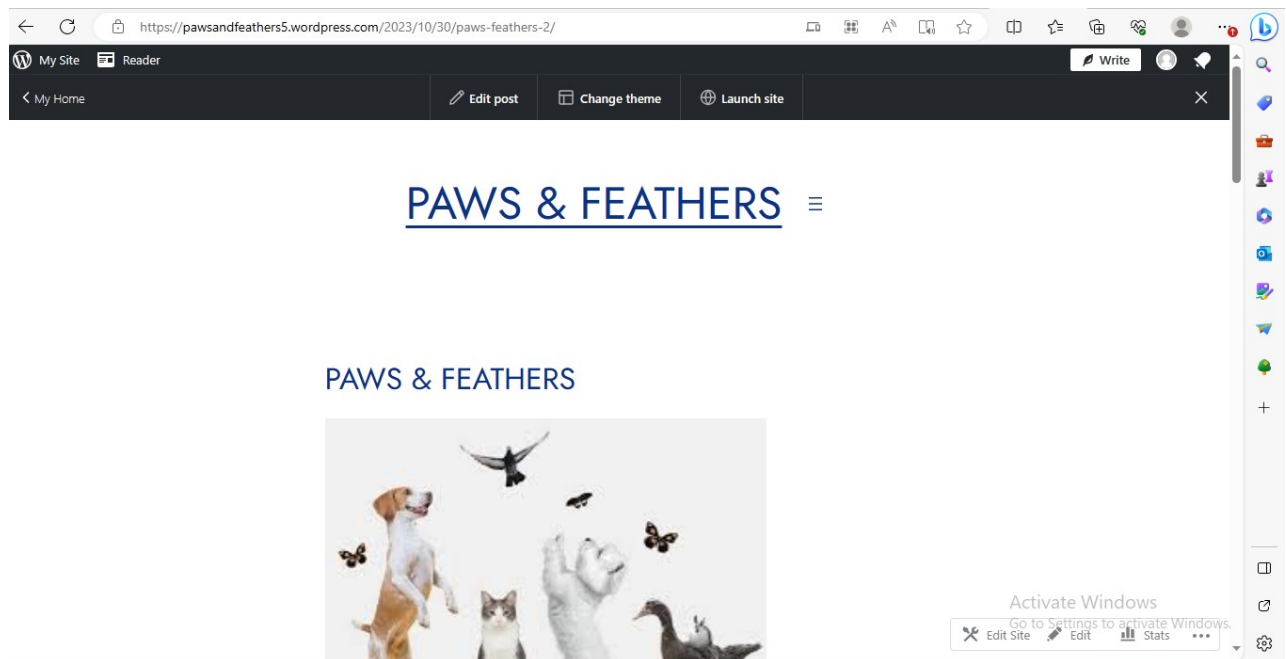 https://pawsandfeathers5.wordpress.com/2023/10/30/paws-feathers-2/
My Site Reader Write
My Home Edit post Change theme Launch site
PAWS & FEATHERS
PAWS & FEATHERS
Activate Windows
Go to Settings to activate Windows.
Edit Site Edit Stats